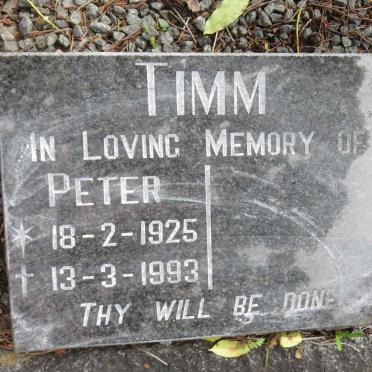 TIMM
IN LOVING MEMORY OF
PETER
* 18-2-1925
† 13-3-1993
THY WILL BE DONE